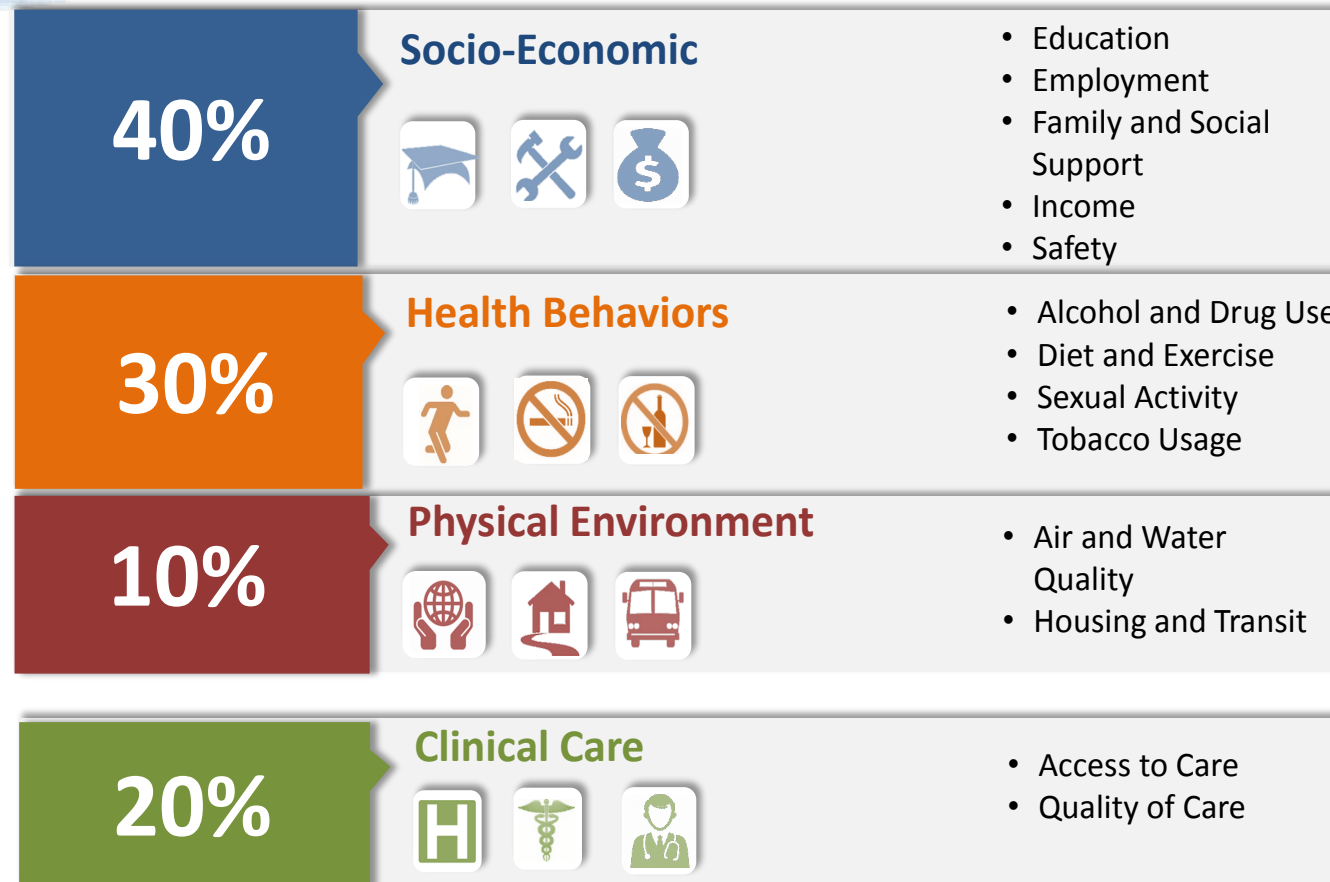 40%
Socio-Economic
$
• Education
• Employment
• Family and Social
Support
• Income
• Safety
30%
Health Behaviors
• Alcohol and Drug Use
• Diet and Exercise
• Sexual Activity
• Tobacco Usage
10%
Physical Environment
• Air and Water
Quality
• Housing and Transit
20%
Clinical Care
H
• Access to Care
• Quality of Care